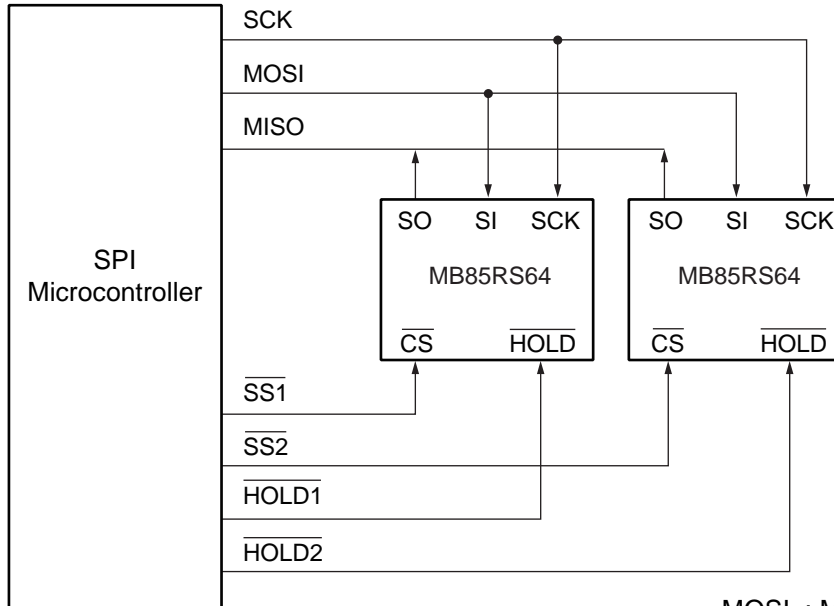 SCK
MOSI
MISO
SO SI SCK
SO SI SCK
SPI
Microcontroller
MB85RS64
MB85RS64
CS HOLD
CS HOLD
SS1
SS2
HOLD1
HOLD2